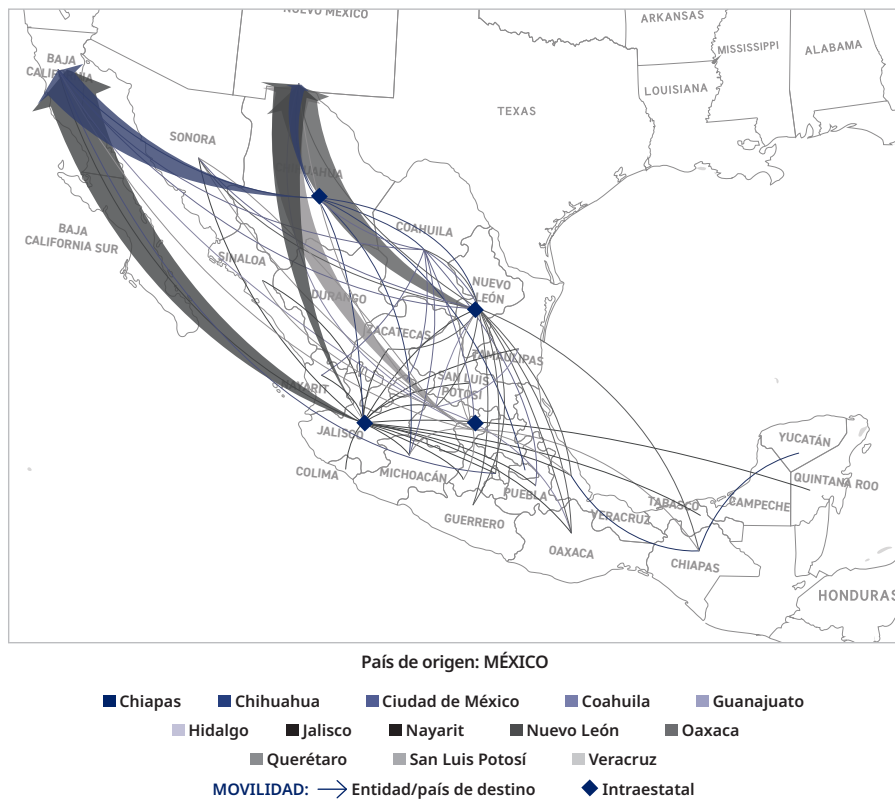 NUEVO MÉXICO
ARKANSAS
MISSISSIPPI
ALABAMA
BAJA
CALIFORNIA
LOUISIANA
TEXAS
SONORA
UAHUA
BAJA
CALIFORNIA SUR
COAHUILA
SINALOA
NUEVO
LEÓN
DURANGO
ZACATECAS
TAMAULIPAS
SAN LUIS
POTOSÍ
NAYARIT
JALISCO
YUCATÁN
COLIMA
MICHOACÁN
QUINTANA ROO
PUEBLA
TABASCO
CAMPECHE
GUERRERO
VERACRUZ
OAXACA
CHIAPAS
HONDURAS
País de origen: MÉXICO
Chiapas Chihuahua Ciudad de México Coahuila Guanajuato
Hidalgo Jalisco Nayarit Nuevo León Oaxaca
Querétaro San Luis Potosí Veracruz
MOVILIDAD: Entidad/país de destino Intraestatal